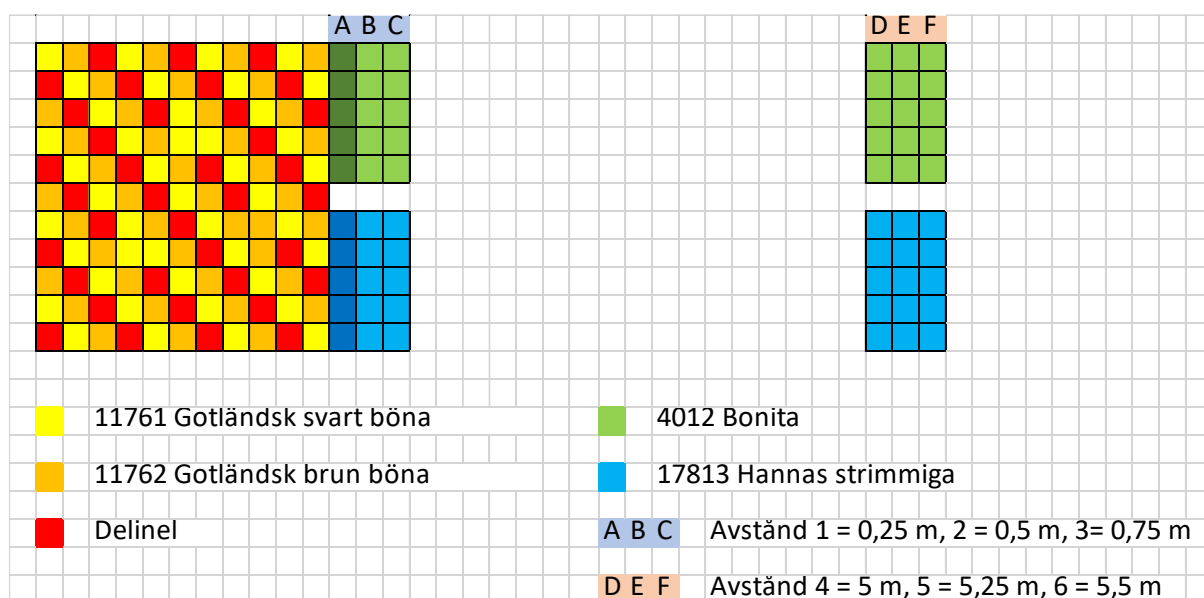 A B C
D E F
11761 Gotländsk svart böna
4012 Bonita
11762 Gotländsk brun böna
17813 Hannas strimmiga
Delinel
A B C Avstånd 1 = 0,25 m, 2 = 0,5 m, 3= 0,75 m
D E F Avstånd 4 = 5 m, 5 = 5,25 m, 6 = 5,5 m